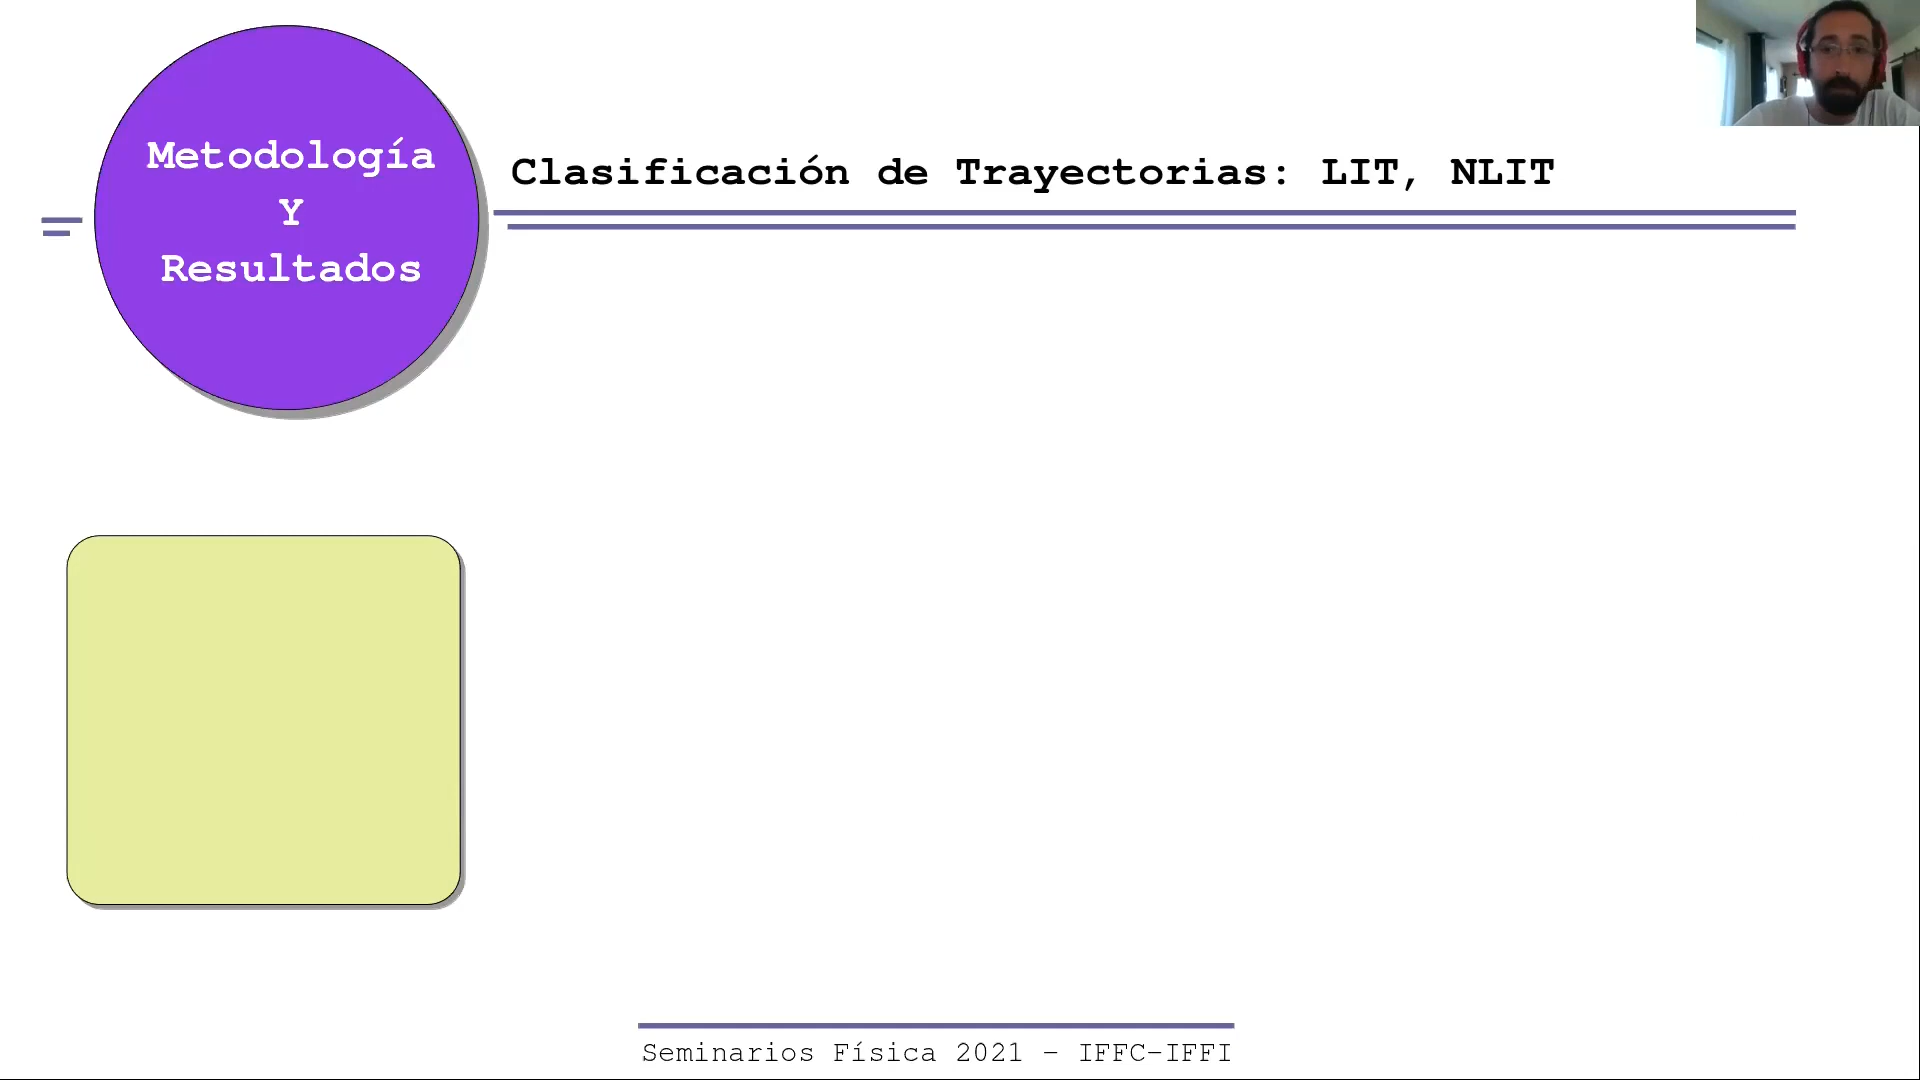 Metodología
Y
Resultados
Clasificación de Trayectorias: LIT, NLIT
Seminarios Física 2021 - IFFC-IFFI